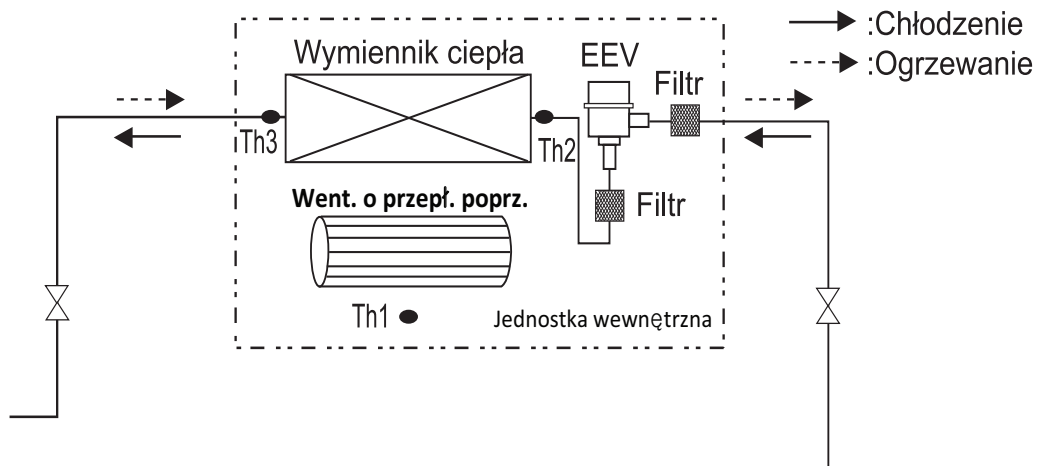 :Chłodzenie
:Ogrzewanie
Wymiennik ciepła
EEV
Filtr
Th3
Th2
Went. o przepł. poprz.
Filtr
Th1
Jednostka wewnętrzna